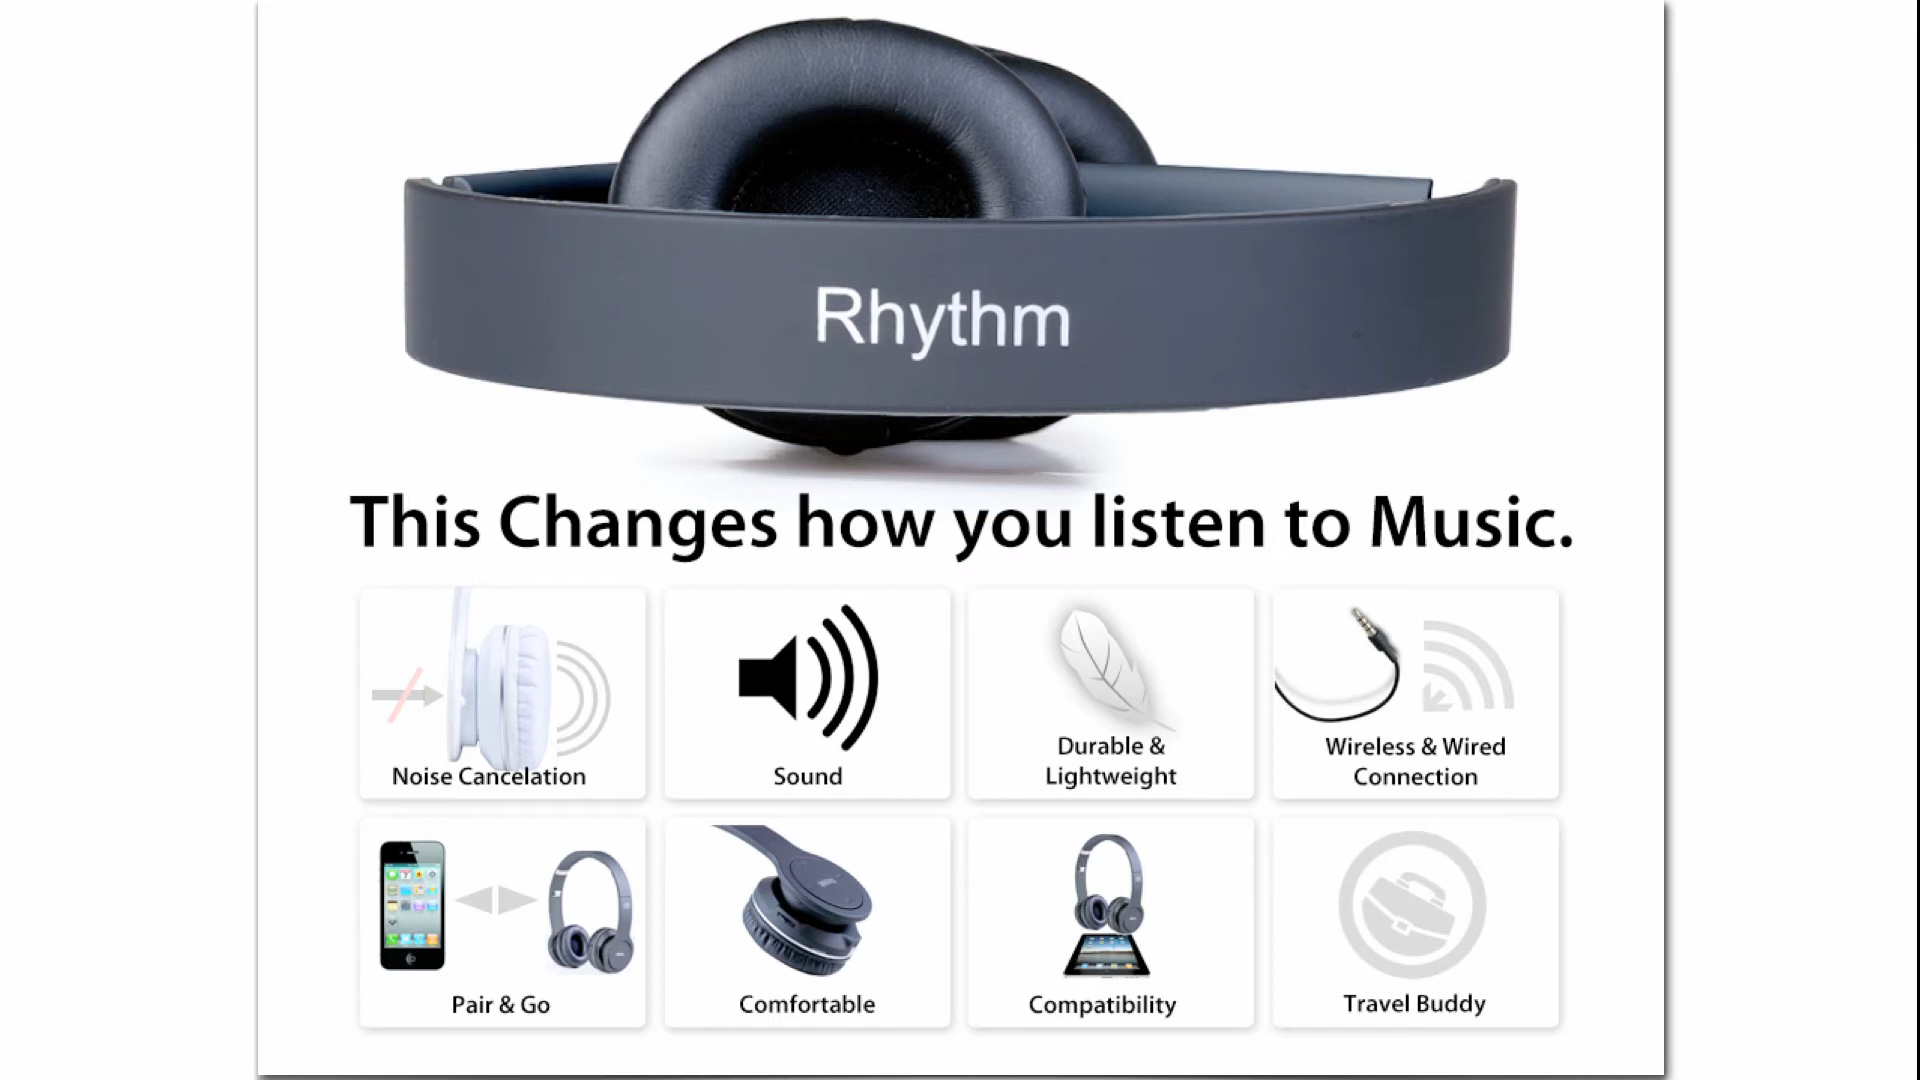 Rhythm
This Changes how you listen to Music.
Noise Cancelation
Sound
Durable &
Lightweight
Wireless & Wired
Connection
Pair & Go
Comfortable
Compatibility
Travel Buddy